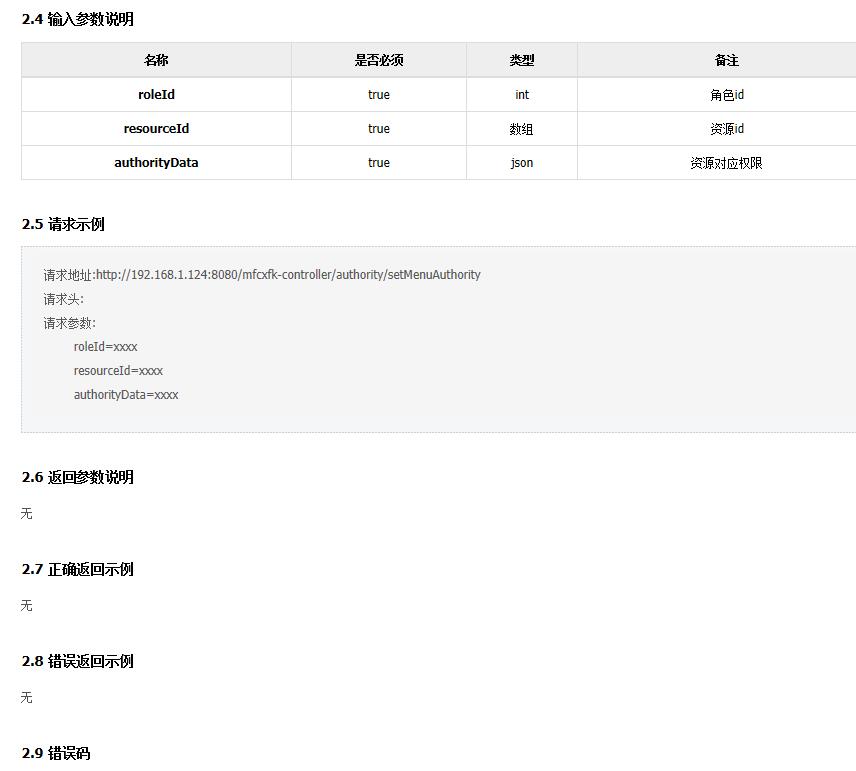 2.4 输入参数说明
名称 是否必须 类型 备注
roleId true int 角色id
resourceId true 数组 资源id
authorityData true json 资源对应权限
2.5 请求示例
请求地址:http://192.168.1.124:8080/mfcxfk-controller/authority/setMenuAuthority
请求头:
请求参数:
roleId=xxxx
resourceId=xxxx
authorityData=xxxx
2.6 返回参数说明
无
2.7 正确返回示例
无
2.8 错误返回示例
无
2.9 错误码